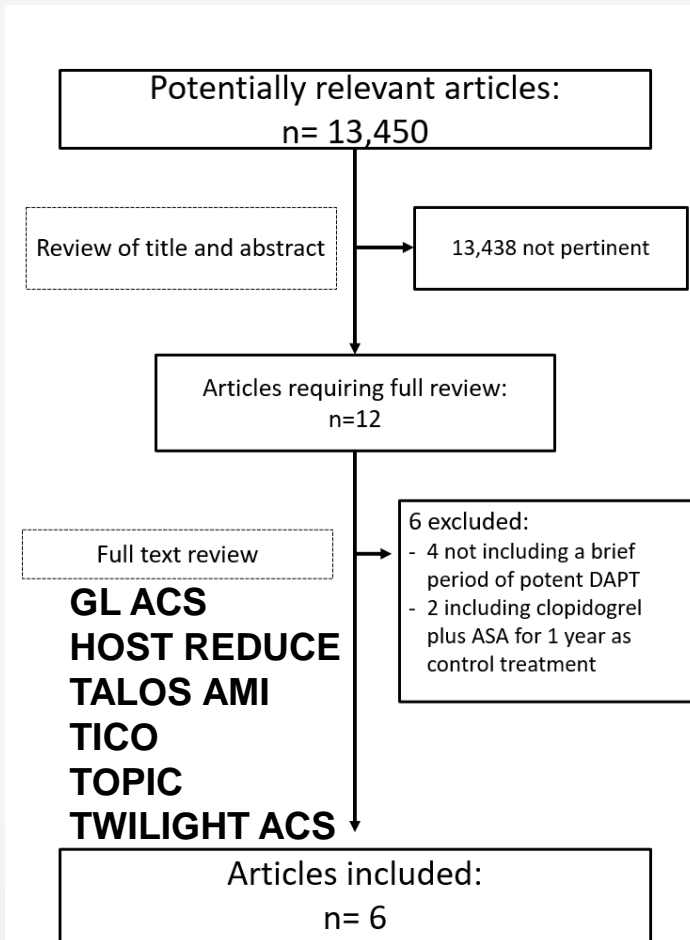 Potentially relevant articles:
n= 13,450
Review of title and abstract
13,438 not pertinent
Articles requiring full review:
n=12
6 excluded:
- 4 not including a brief
period of potent DAPT
- 2 including clopidogrel
plus ASA for 1 year as
control treatment
Full text review
GL ACS
HOST REDUCE
TALOS AMI
TICO
TOPIC
TWILIGHT ACS
Articles included:
n= 6